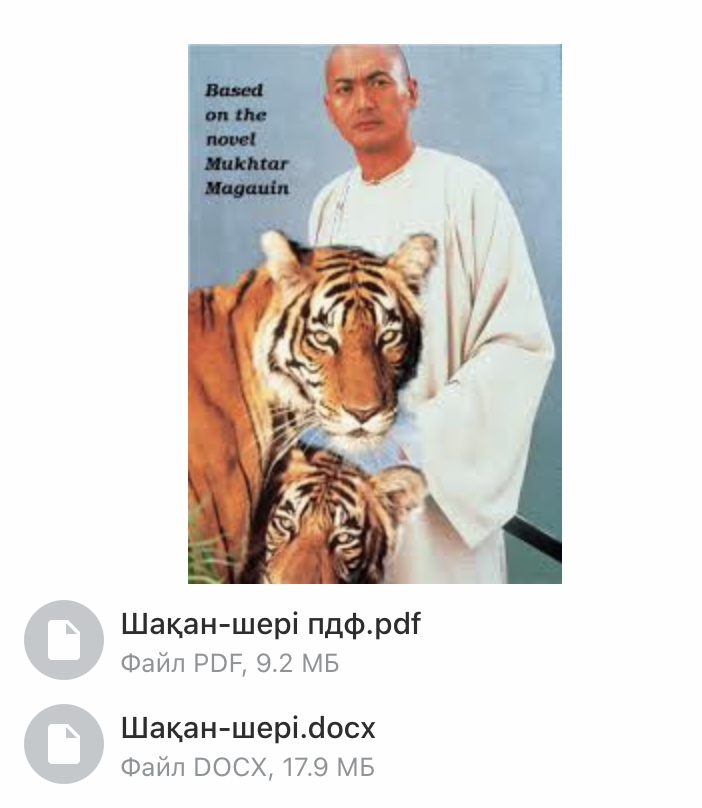 Based
on the
novel
Mukhtar
Magauin
Шақан-шері пдф.pdf
Файл PDF, 9.2 МБ
Шақан-шері.docx
Файл DOCX, 17.9 МБ